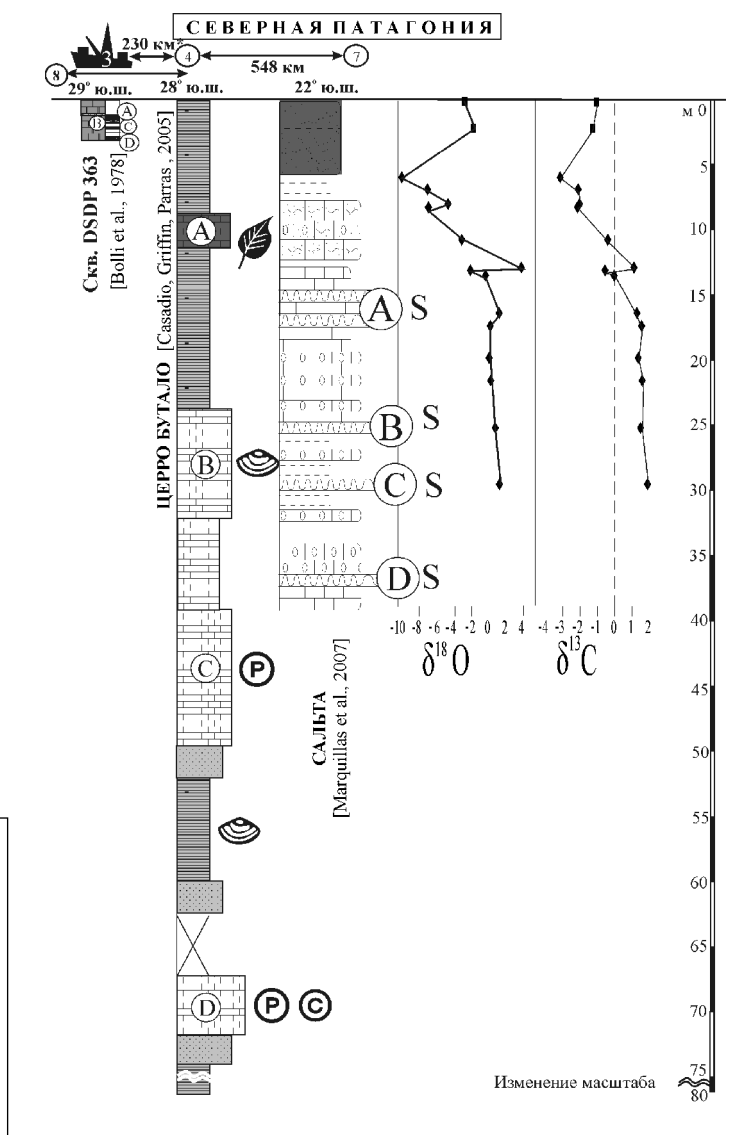 СЕВЕРНАЯ ПАТАГОНИЯ
3
230 км*
4
7
548 км
8
29° ю.ш.
28° ю.ш.
22° ю.ш.
м 0
5
10
15
20
25
30
35
40
45
50
55
60
65
70
75
80
A
B
C
D
Скв. DSDP 363
[Bolli et al., 1978]
ЦЕРРО БУТАЛО [Casadio, Griffin, Parras, 2005]
A
B
C P
D P C
A S
B S
C S
D S
САЛЬТА
[Marquillas et al., 2007]
-10 -8 -6 -4 -2 0 2 4
δ18O
-4 -3 -2 -1 0 1 2
δ13C
Изменение масштаба